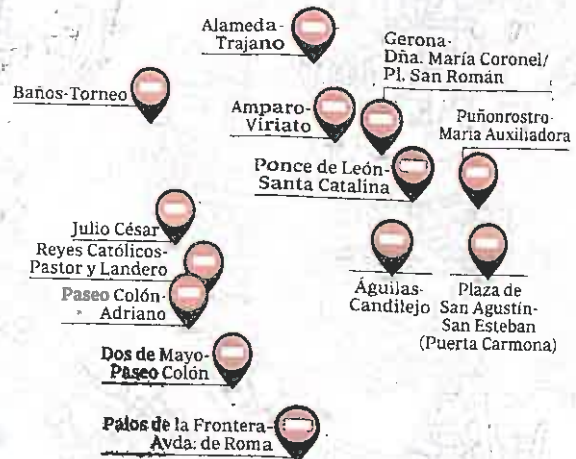 Alameda-
Trajano
Gerona-
Dña. María Coronel/
Pl. San Román
Baños-Torneo
Amparo-
Viriato
Puñonrostro-
María Auxiliadora
Ponce de León-
Santa Catalina
Julio César
Reyes Católicos-
Pastor y Landero
Paseo Colón-
Adriano
Águilas-
Candilejo
Plaza de
San Agustín-
San Esteban
(Puerta Carmona)
Dos de Mayo-
Paseo Colón
Palos de la Frontera-
Avda. de Roma